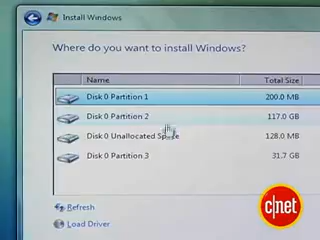 Install Windows
Where do you want to install Windows?
Name Total Size
Disk 0 Partition 1 200.0 MB
Disk 0 Partition 2 117.0 GB
Disk 0 Unallocated Space 128.0 MB
Disk 0 Partition 3 31.7 GB
Refresh
Load Driver
c|net